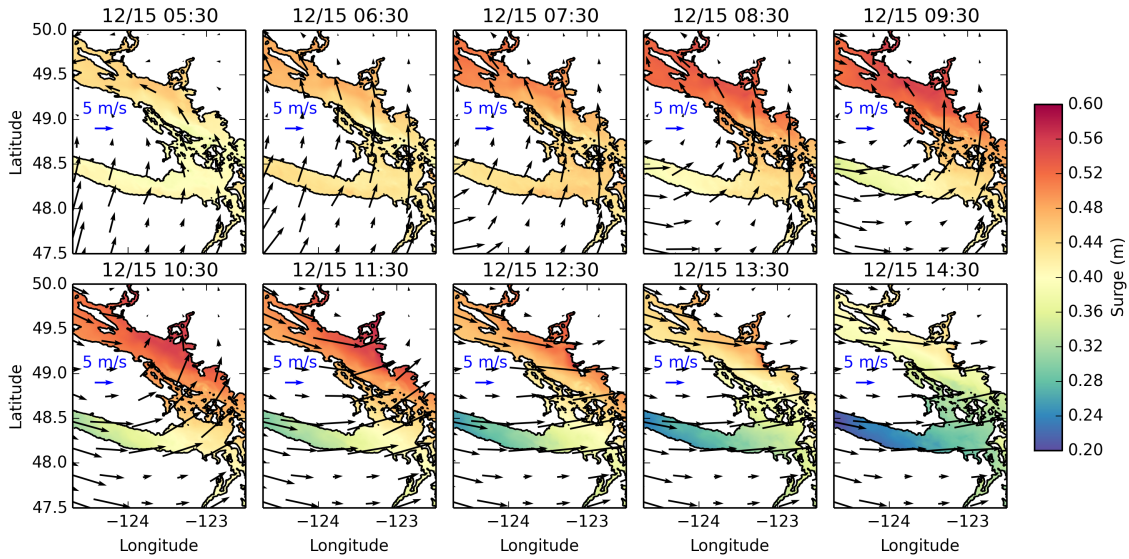 12/15 05:30 12/15 06:30 12/15 07:30 12/15 08:30 12/15 09:30
50.0
49.5
49.0
48.5
48.0
47.5
Latitude
5 m/s 5 m/s 5 m/s 5 m/s 5 m/s
12/15 10:30 12/15 11:30 12/15 12:30 12/15 13:30 12/15 14:30
50.0
49.5
49.0
48.5
48.0
47.5
Latitude
5 m/s 5 m/s 5 m/s 5 m/s 5 m/s
−124 −123 −124 −123 −124 −123 −124 −123 −124 −123
Longitude Longitude Longitude Longitude Longitude
0.60
0.56
0.52
0.48
0.44
0.40
0.36
0.32
0.28
0.24
0.20
Surge (m)